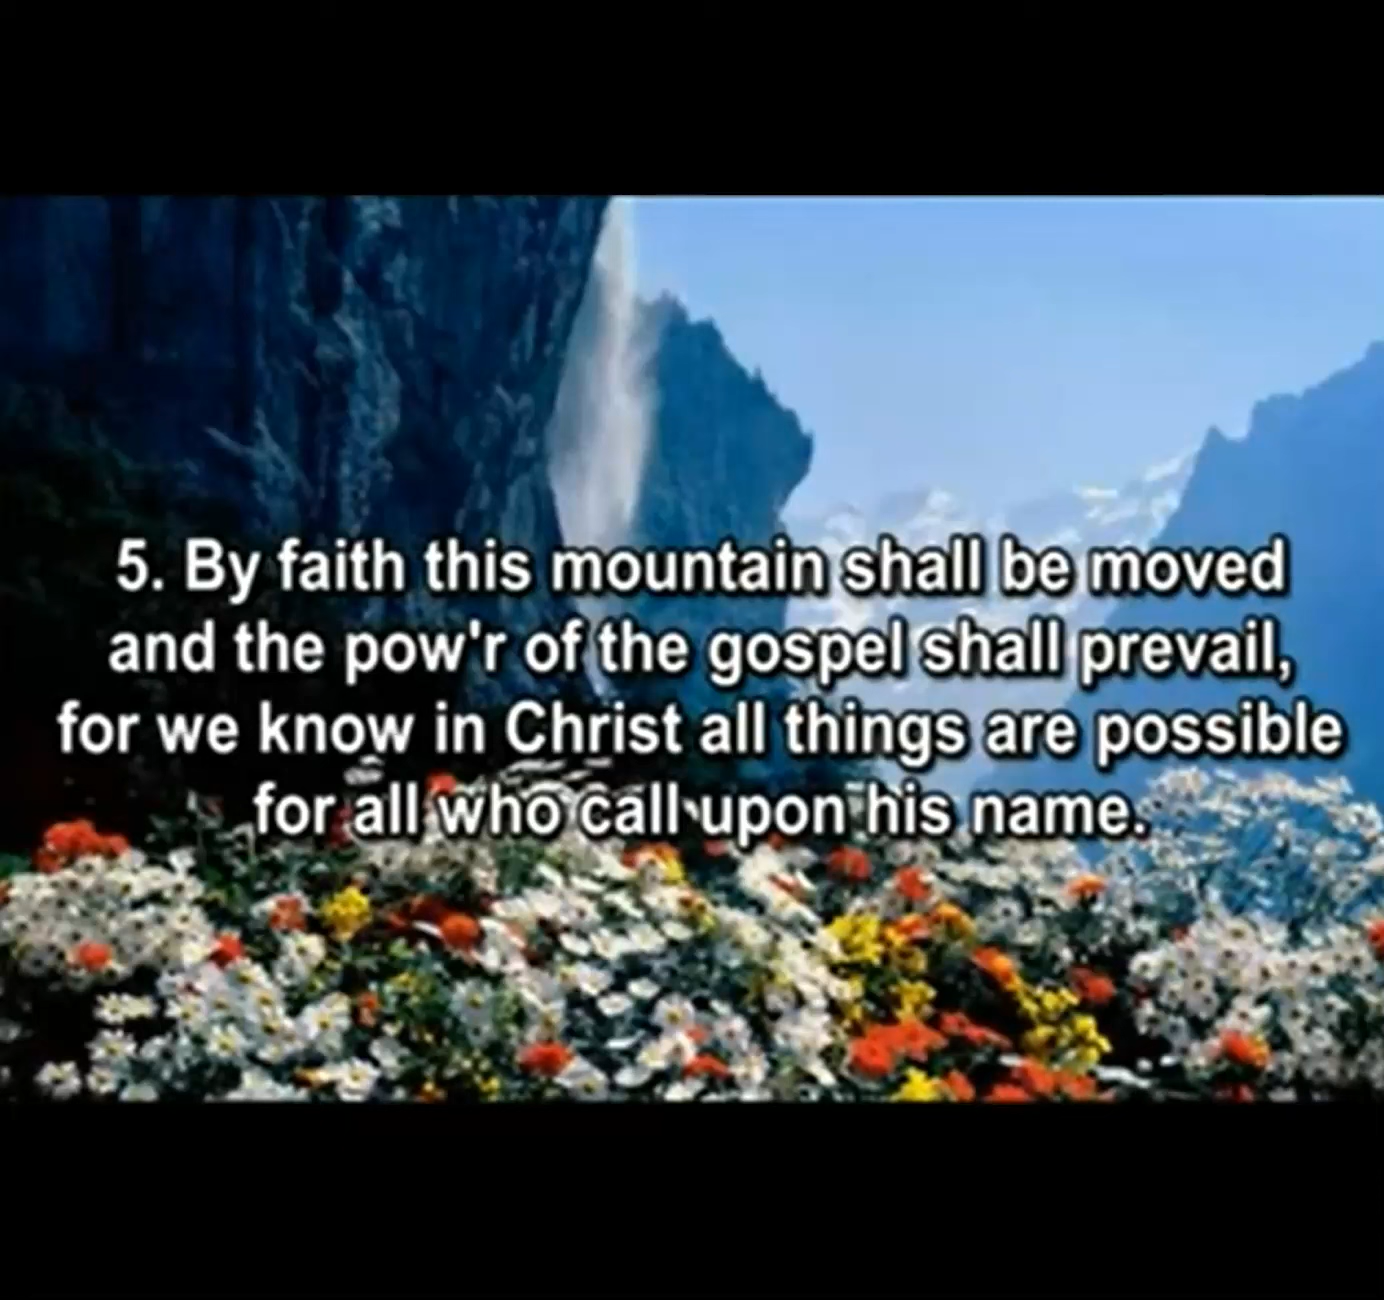 5. By faith this mountain shall be moved
and the pow'r of the gospel shall prevail,
for we know in Christ all things are possible
for all who call upon his name.